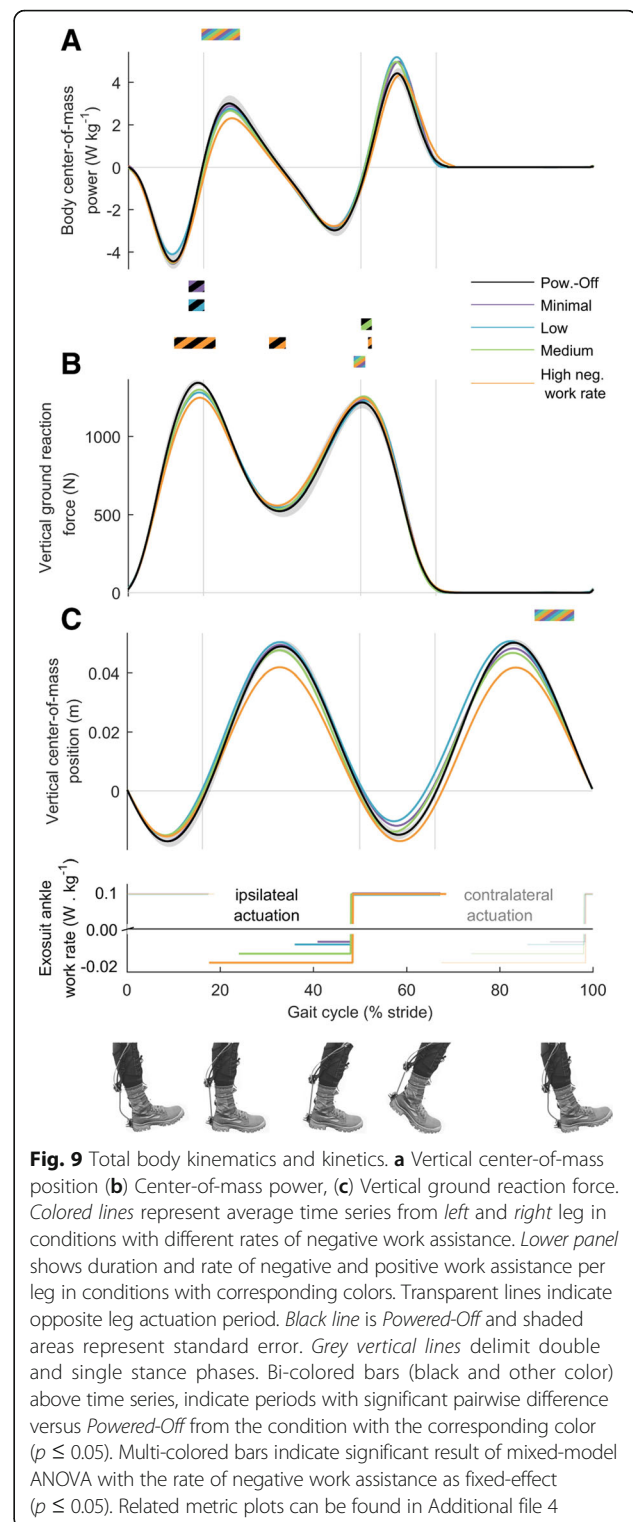 A
Body center-of-mass
power (W kg-1)
4
2
0
-2
-4
Pow.-Off
Minimal
Low
Medium
High neg.
work rate
B
Vertical ground reaction
force (N)
1000
500
0
C
Vertical center-of-mass
position (m)
0.04
0.02
0
Exosuit ankle
work rate (W . kg-1)
0.1
0.00
-0.02
ipsilateal
actuation
contralateral
actuation
0
20
40
60
80
100
Gait cycle (% stride)
Fig. 9 Total body kinematics and kinetics. a Vertical center-of-mass
position (b) Center-of-mass power, (c) Vertical ground reaction force.
Colored lines represent average time series from left and right leg in
conditions with different rates of negative work assistance. Lower panel
shows duration and rate of negative and positive work assistance per
leg in conditions with corresponding colors. Transparent lines indicate
opposite leg actuation period. Black line is Powered-Off and shaded
areas represent standard error. Grey vertical lines delimit double
and single stance phases. Bi-colored bars (black and other color)
above time series, indicate periods with significant pairwise difference
versus Powered-Off from the condition with the corresponding color
(p ≤ 0.05). Multi-colored bars indicate significant result of mixed-model
ANOVA with the rate of negative work assistance as fixed-effect
(p ≤ 0.05). Related metric plots can be found in Additional file 4